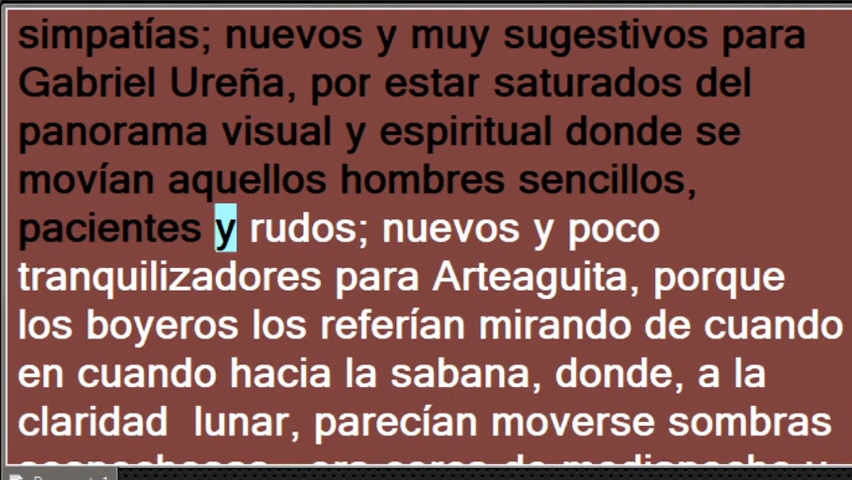 simpatías; nuevos y muy sugestivos para
Gabriel Ureña, por estar saturados del
panorama visual y espiritual donde se
movían aquellos hombres sencillos,
pacientes y rudos; nuevos y poco
tranquilizadores para Arteaguita, porque
los boyeros los referían mirando de cuando
en cuando hacia la sabana, donde, a la
claridad  lunar, parecían moverse sombras